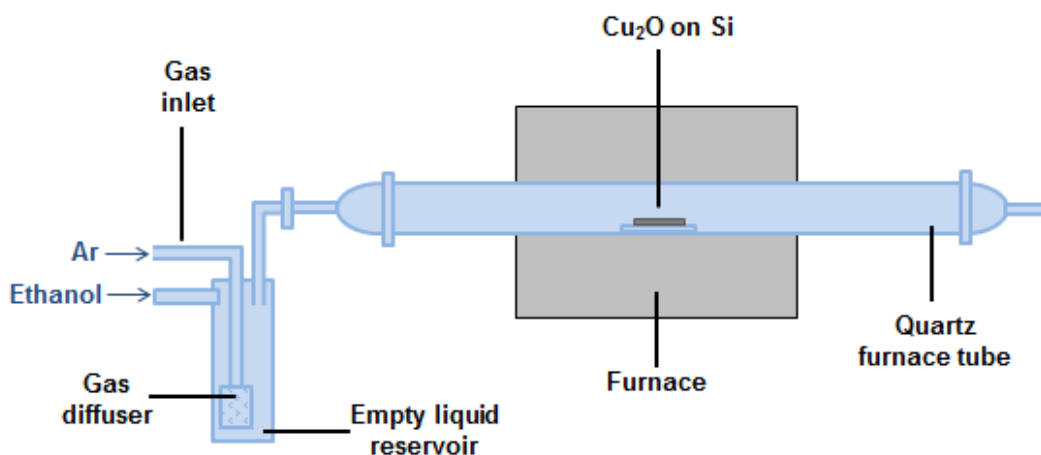 Cu₂O on Si
Gas
inlet
Ar
Ethanol
Gas
diffuser
Empty liquid
reservoir
Furnace
Quartz
furnace tube